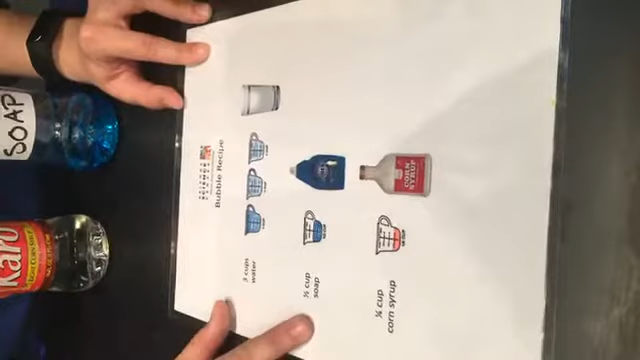 Bubble Recipe
3 cups
water
½ cup
soap
¼ cup
corn syrup
CORN
SYRUP
SOAP
Karo